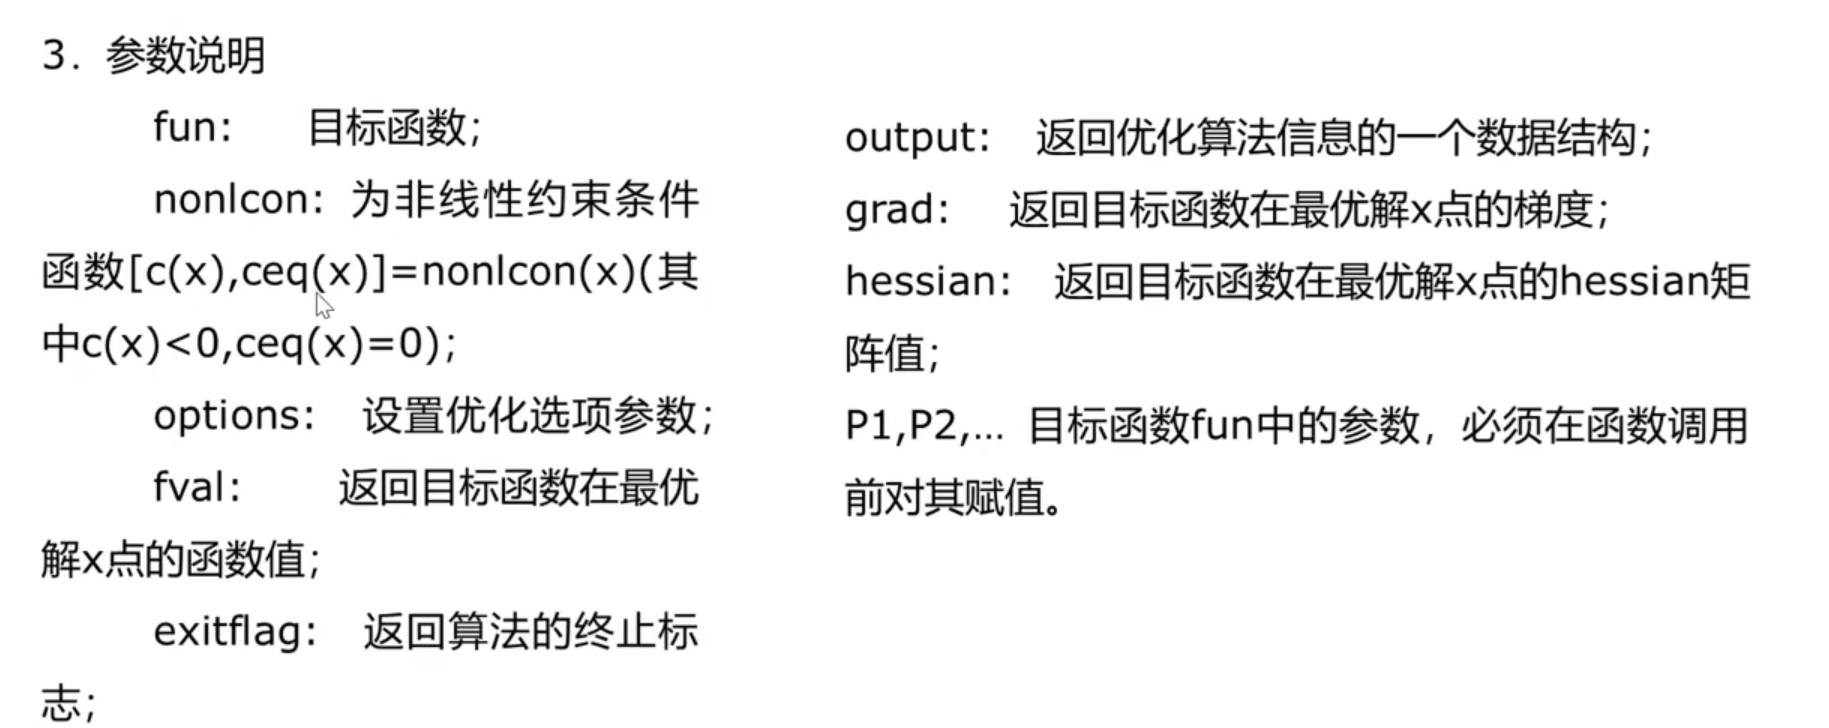 3. 参数说明
fun: 目标函数;
nonlcon: 为非线性约束条件
函数[c(x),ceq(x)]=nonlcon(x)(其
中c(x)<0,ceq(x)=0);
options: 设置优化选项参数;
fval: 返回目标函数在最优
解x点的函数值;
exitflag: 返回算法的终止标
志;
output: 返回优化算法信息的一个数据结构;
grad: 返回目标函数在最优解x点的梯度;
hessian: 返回目标函数在最优解x点的hessian矩
阵值;
P1,P2,... 目标函数fun中的参数，必须在函数调用
前对其赋值。